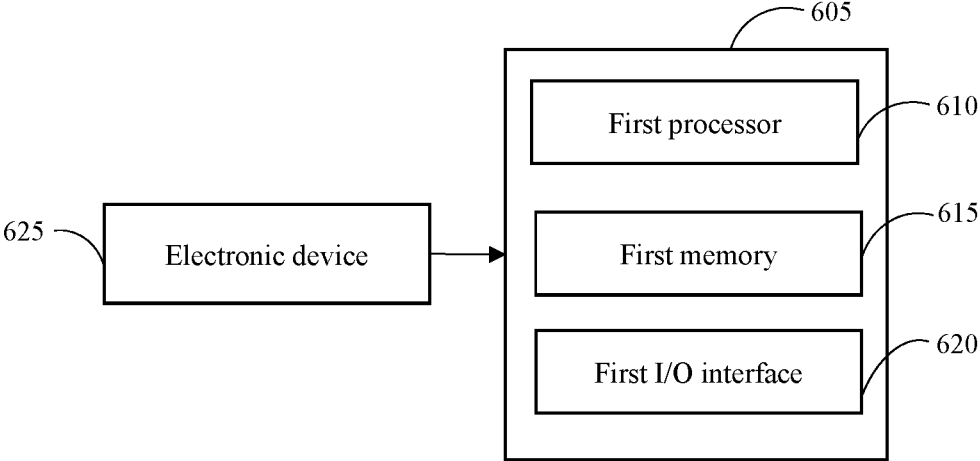 605
First processor
610
625
Electronic device
First memory
615
First I/O interface
620